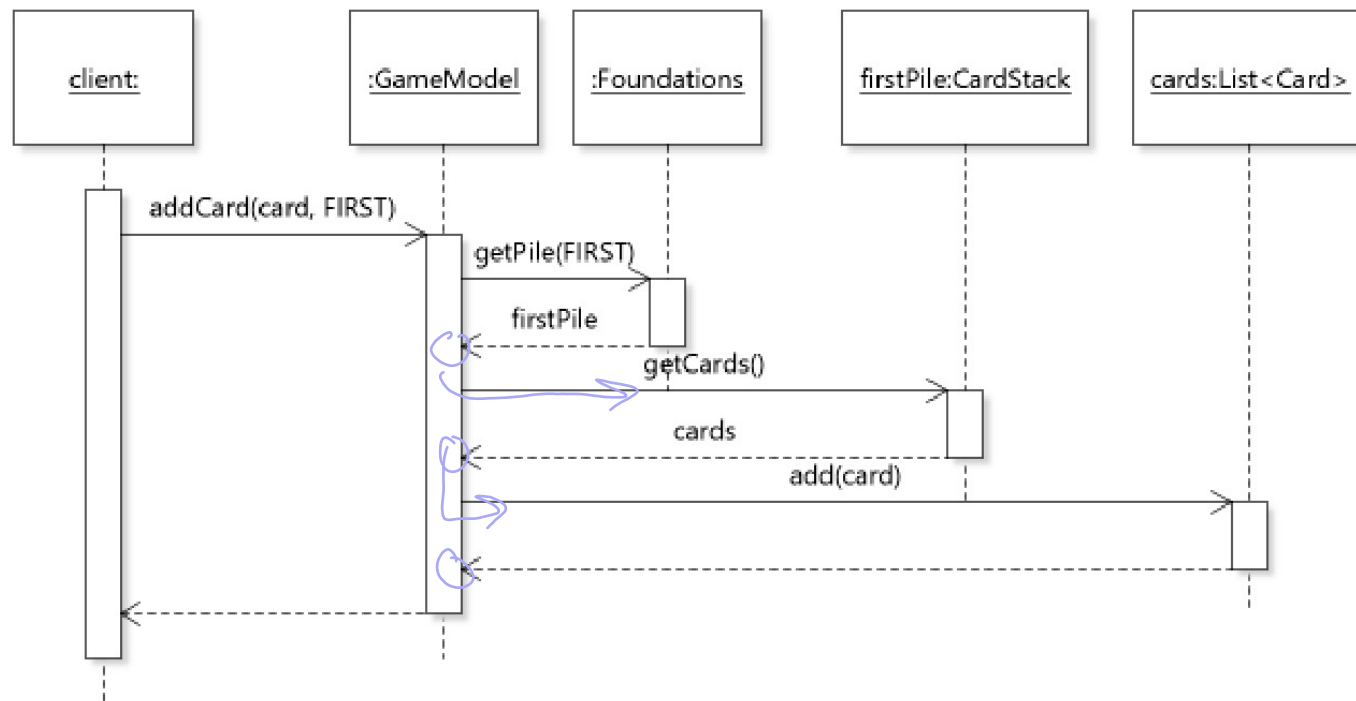 client:
:GameModel
:Foundations
firstPile:CardStack
cards:List<Card>
addCard(card, FIRST)
getPile(FIRST)
firstPile
getCards()
cards
add(card)